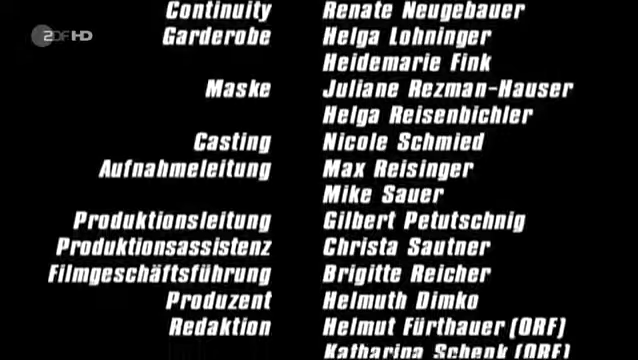 Continuity Renate Neugebauer
ZDF HD
Garderobe Helga Lohninger
Heidemarie Fink
Maske Juliane Rezman-Hauser
Helga Reisenbichler
Casting Nicole Schmied
Aufnahmeleitung Max Reisinger
Mike Sauer
Produktionsleitung Gilbert Petutschnig
Produktionsassistenz Christa Sautner
Filmgeschäftsführung Brigitte Reicher
Produzent Helmuth Dimko
Redaktion Helmut Fürthauer (ORF)
Katharina Schenk (ORF)